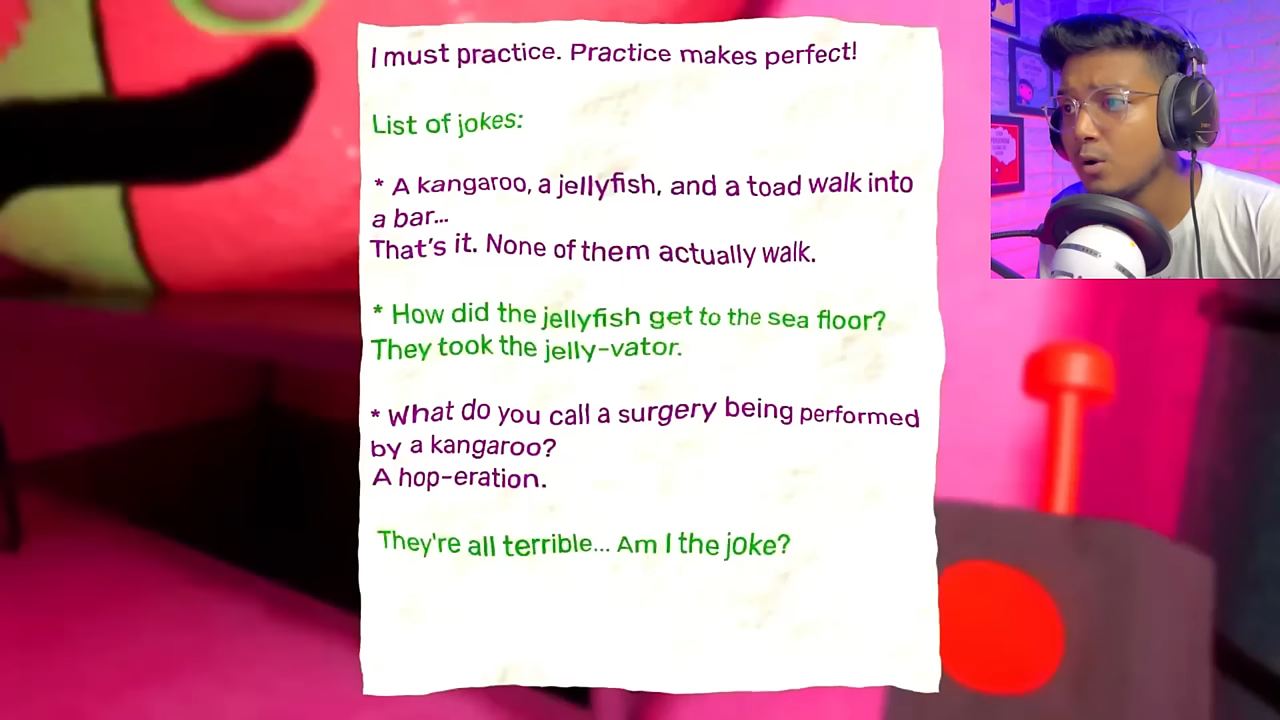 I must practice. Practice makes perfect!
List of jokes:
* A kangaroo, a jellyfish, and a toad walk into
a bar...
That's it. None of them actually walk.
* How did the jellyfish get to the sea floor?
They took the jelly-vator.
* What do you call a surgery being performed
by a kangaroo?
A hop-eration.
They're all terrible... Am I the joke?